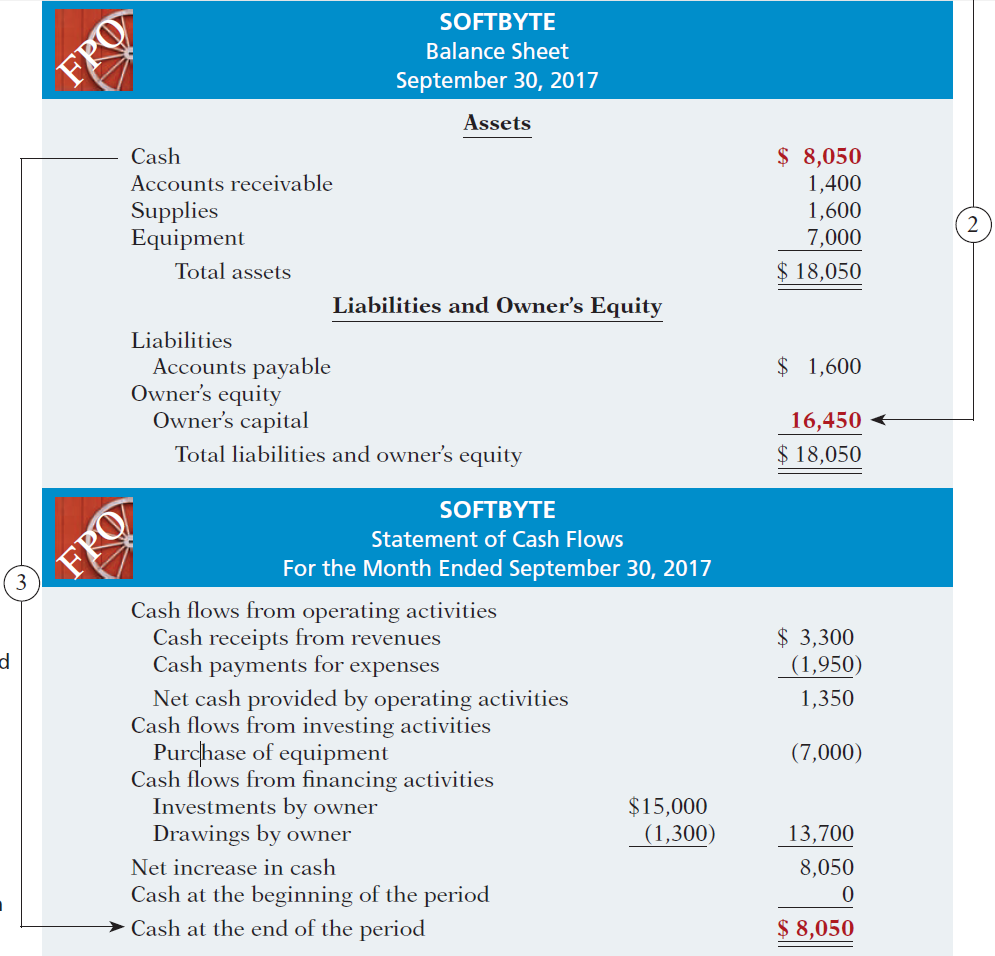 FPO
SOFTBYTE
Balance Sheet
September 30, 2017
Assets
Cash $ 8,050
Accounts receivable 1,400
Supplies 1,600
2
Equipment 7,000
Total assets $ 18,050
Liabilities and Owner's Equity
Liabilities
Accounts payable $ 1,600
Owner's equity
Owner's capital 16,450
Total liabilities and owner's equity $ 18,050
FPO
SOFTBYTE
Statement of Cash Flows
For the Month Ended September 30, 2017
3
Cash flows from operating activities
Cash receipts from revenues $ 3,300
d
Cash payments for expenses (1,950)
Net cash provided by operating activities 1,350
Cash flows from investing activities
Purchase of equipment (7,000)
Cash flows from financing activities
Investments by owner $15,000
Drawings by owner (1,300) 13,700
Net increase in cash 8,050
Cash at the beginning of the period 0
Cash at the end of the period $ 8,050